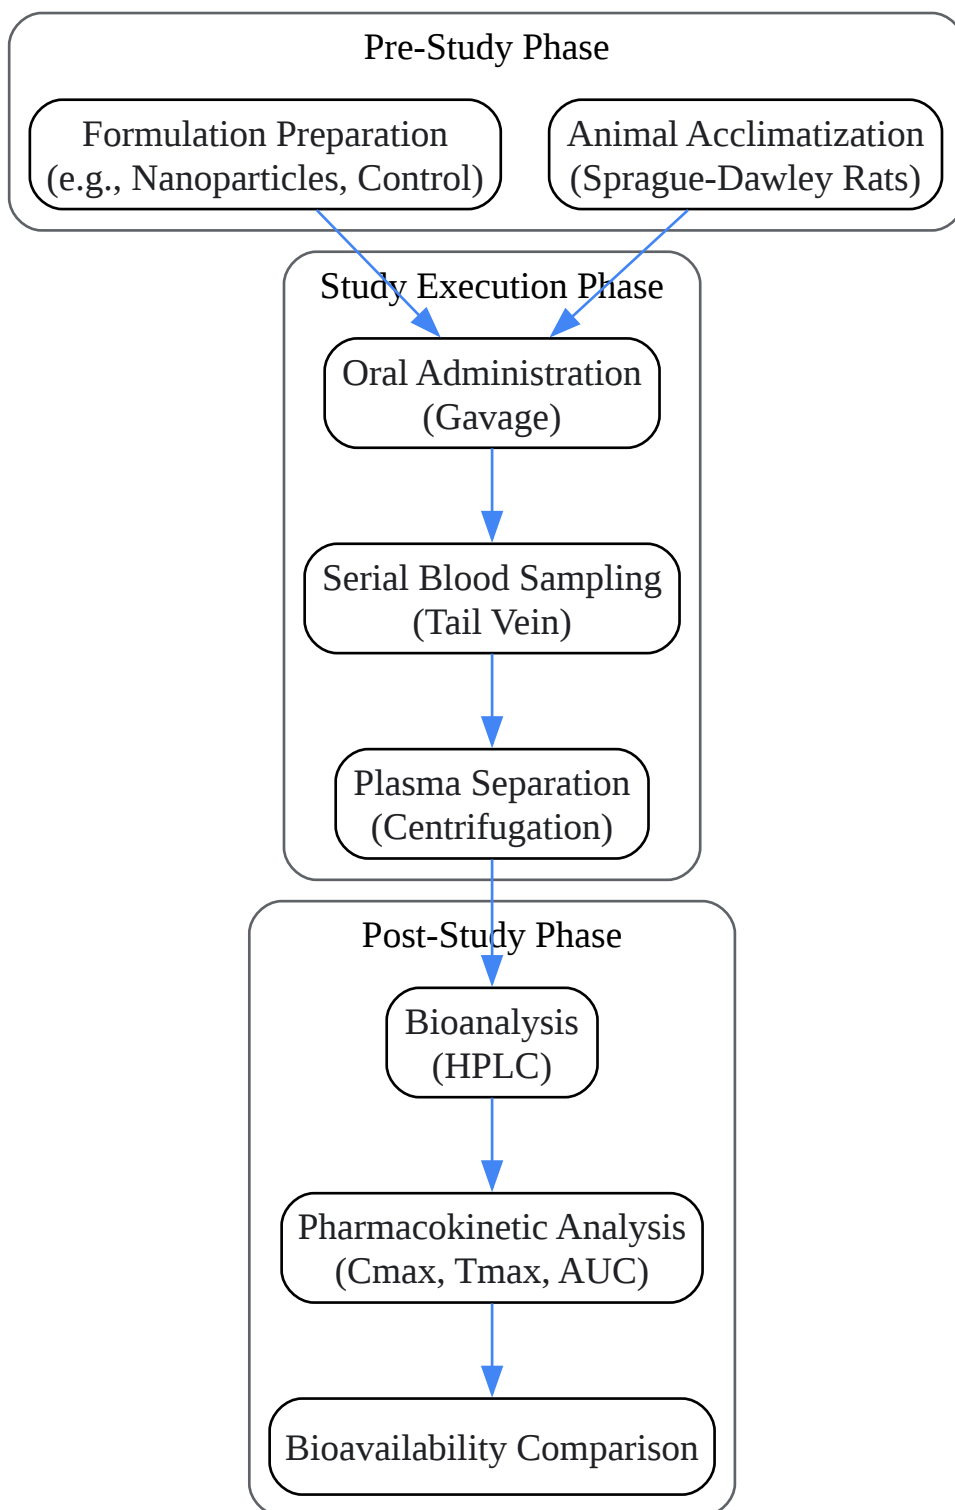 Pre-Study Phase
Formulation Preparation
(e.g., Nanoparticles, Control)
Animal Acclimatization
(Sprague-Dawley Rats)
Study Execution Phase
Oral Administration
(Gavage)
Serial Blood Sampling
(Tail Vein)
Plasma Separation
(Centrifugation)
Post-Study Phase
Bioanalysis
(HPLC)
Pharmacokinetic Analysis
(Cmax, Tmax, AUC)
Bioavailability Comparison